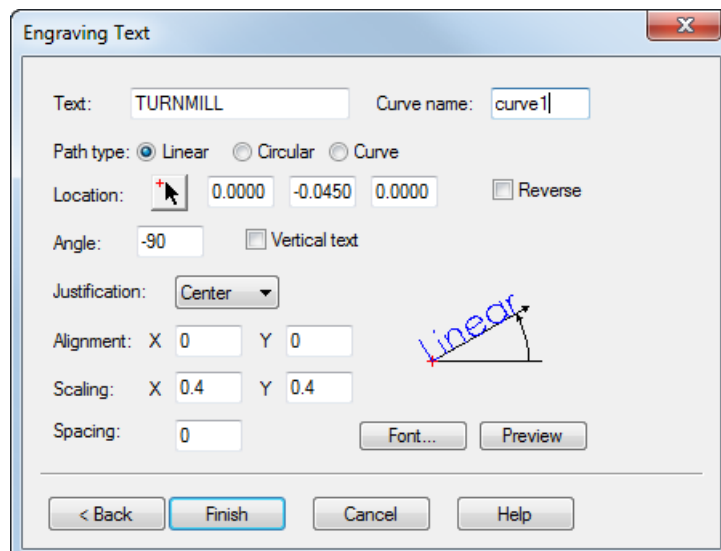 Engraving Text
Text: TURNMILL Curve name: curve1
Path type: Linear Circular Curve
Location: 0.0000 -0.0450 0.0000 Reverse
Angle: -90 Vertical text
Justification: Center
linear
Alignment: X 0 Y 0
Scaling: X 0.4 Y 0.4
Spacing: 0 Font... Preview
< Back Finish Cancel Help